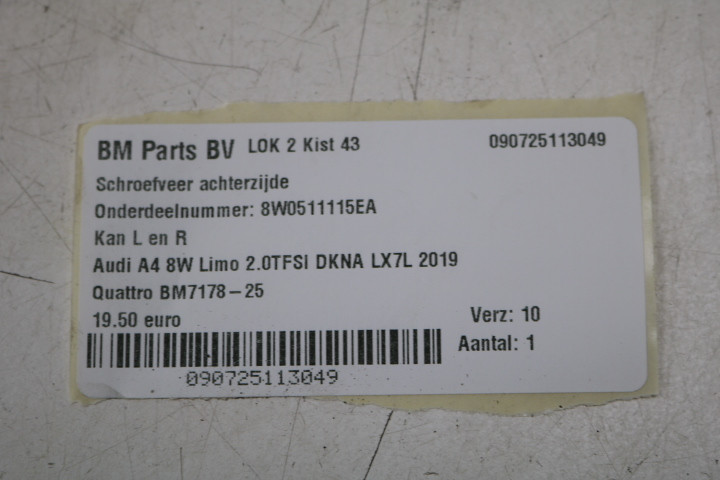 BM Parts BV LOK 2 Kist 43 090725113049
Schroefveer achterzijde
Onderdeelnummer: 8W0511115EA
Kan L en R
Audi A4 8W Limo 2.0TFSI DKNA LX7L 2019
Quattro BM7178-25
19.50 euro Verz: 10
Aantal: 1
090725113049